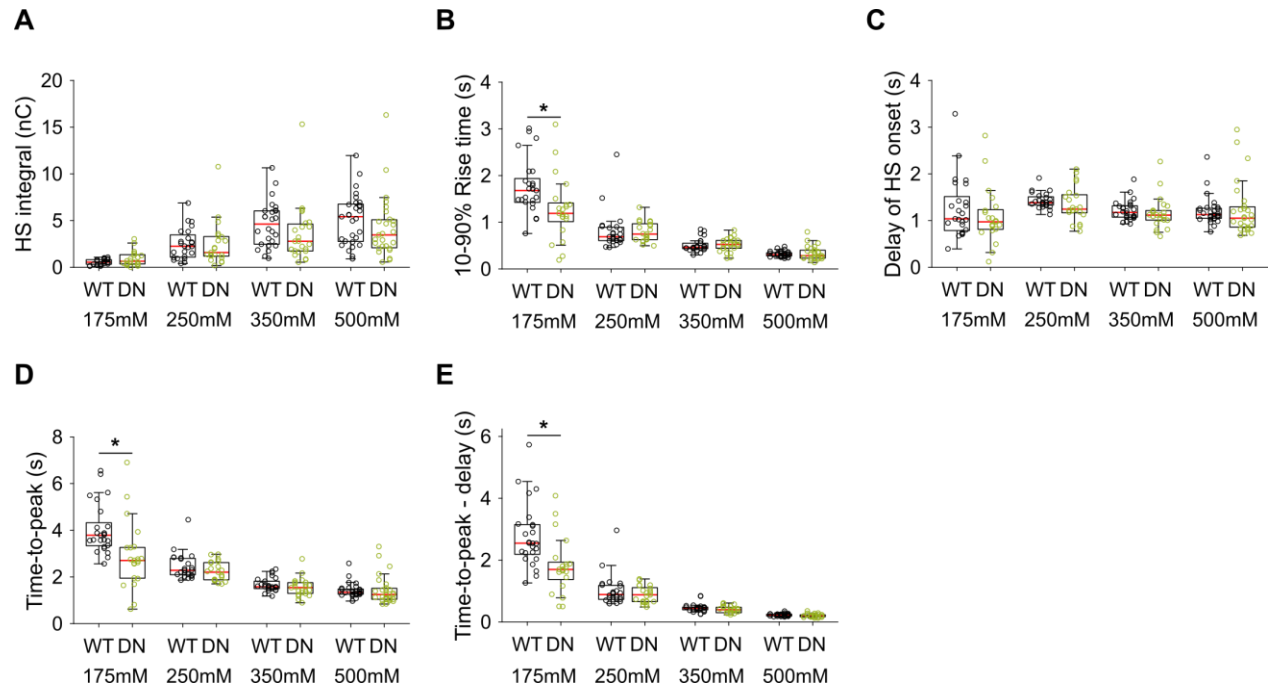 A
HS integral (nC)
20
15
10
5
0
WT DN WT DN WT DN WT DN
175mM 250mM 350mM 500mM
B
10-90% Rise time (s)
4
3
2
1
0
*
WT DN WT DN WT DN WT DN
175mM 250mM 350mM 500mM
C
Delay of HS onset (s)
4
3
2
1
0
WT DN WT DN WT DN WT DN
175mM 250mM 350mM 500mM
D
Time-to-peak (s)
8
6
4
2
0
*
WT DN WT DN WT DN WT DN
175mM 250mM 350mM 500mM
E
Time-to-peak - delay (s)
6
4
2
0
*
WT DN WT DN WT DN WT DN
175mM 250mM 350mM 500mM